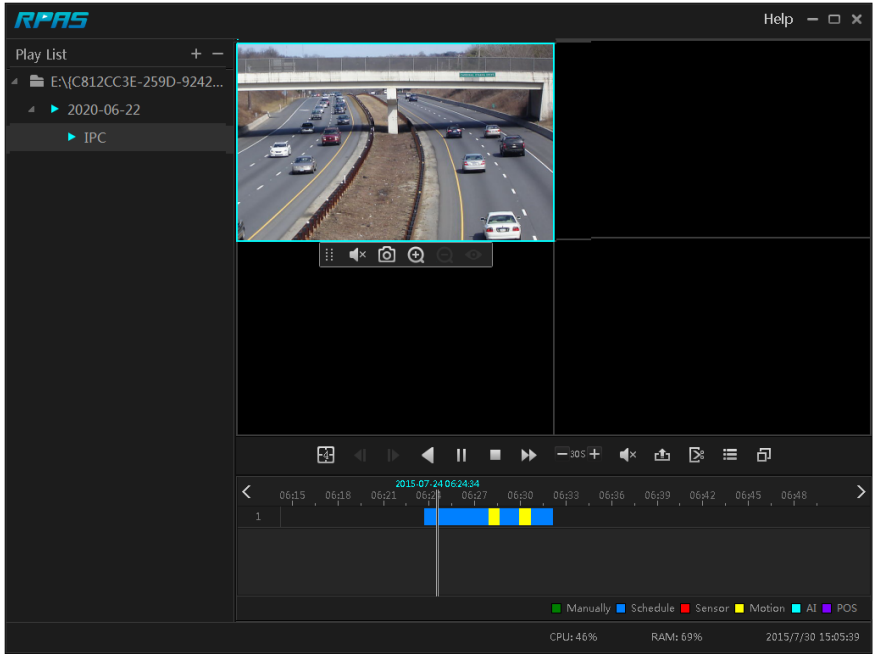 RPAS
Help
Play List
E:\{C812CC3E-259D-9242...
2020-06-22
IPC
4
30S
2015-07-24 06:24:34
06:15 06:18 06:21 06:24 06:27 06:30 06:33 06:36 06:39 06:42 06:45 06:48
1
Manually Schedule Sensor Motion AI POS
CPU: 46% RAM: 69% 2015/7/30 15:05:39